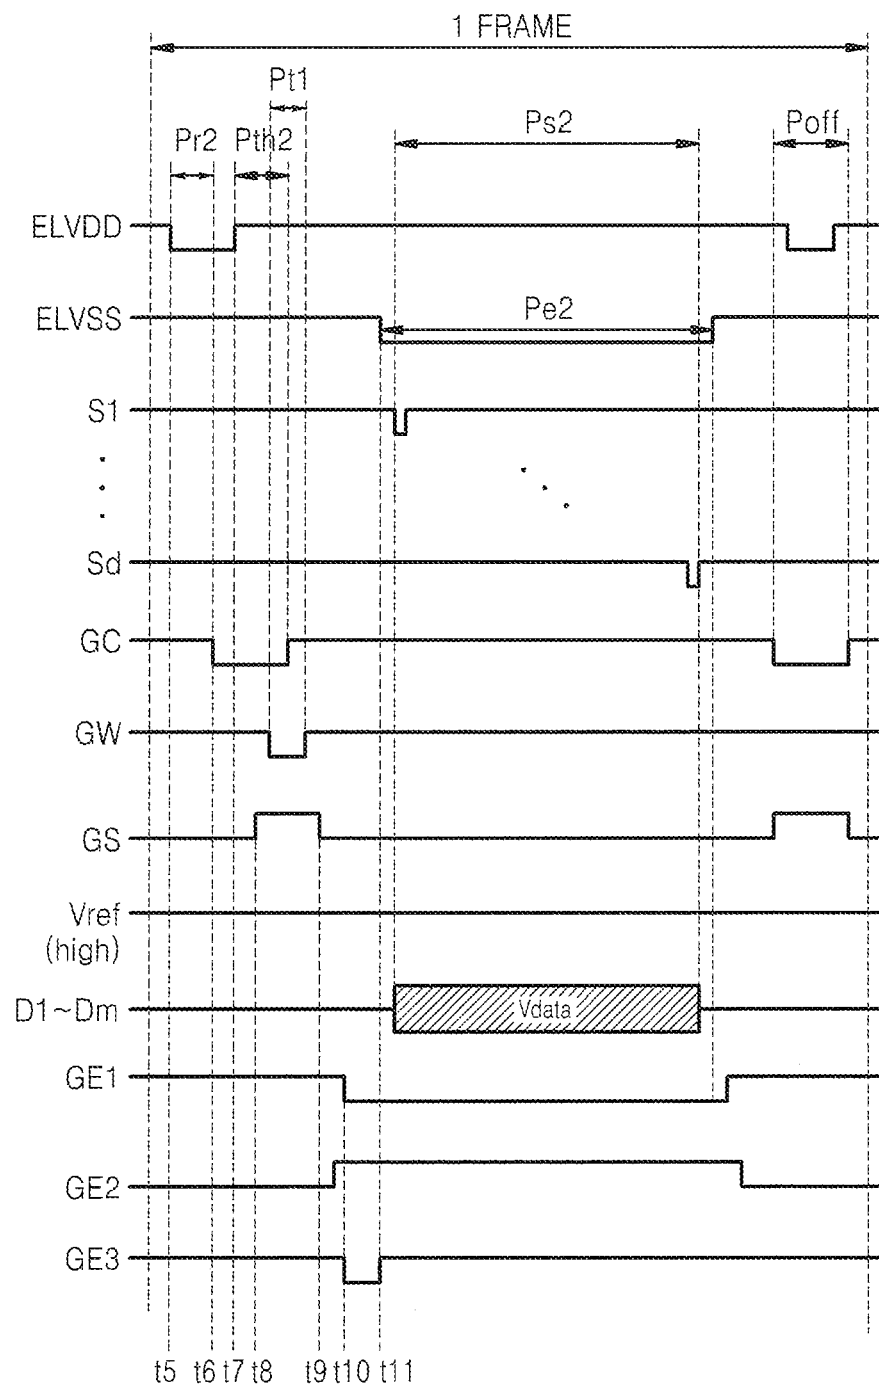 1 FRAME
Pt1
Pr2 Pth2 Ps2 Poff
ELVDD
ELVSS Pe2
S1
Sd
GC
GW
GS
Vref
(high)
D1~Dm Vdata
GE1
GE2
GE3
t5 t6 t7 t8 t9 t10 t11